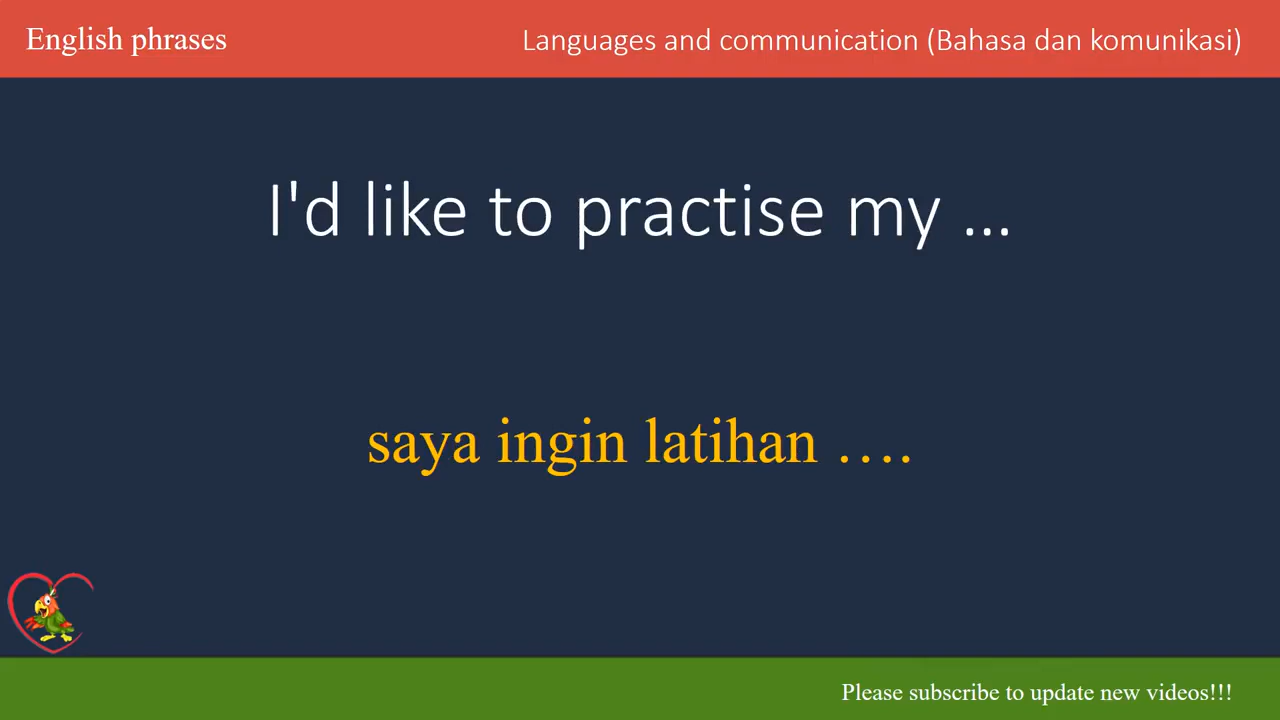 English phrases
Languages and communication (Bahasa dan komunikasi)
I'd like to practise my ...
saya ingin latihan ….
Please subscribe to update new videos!!!